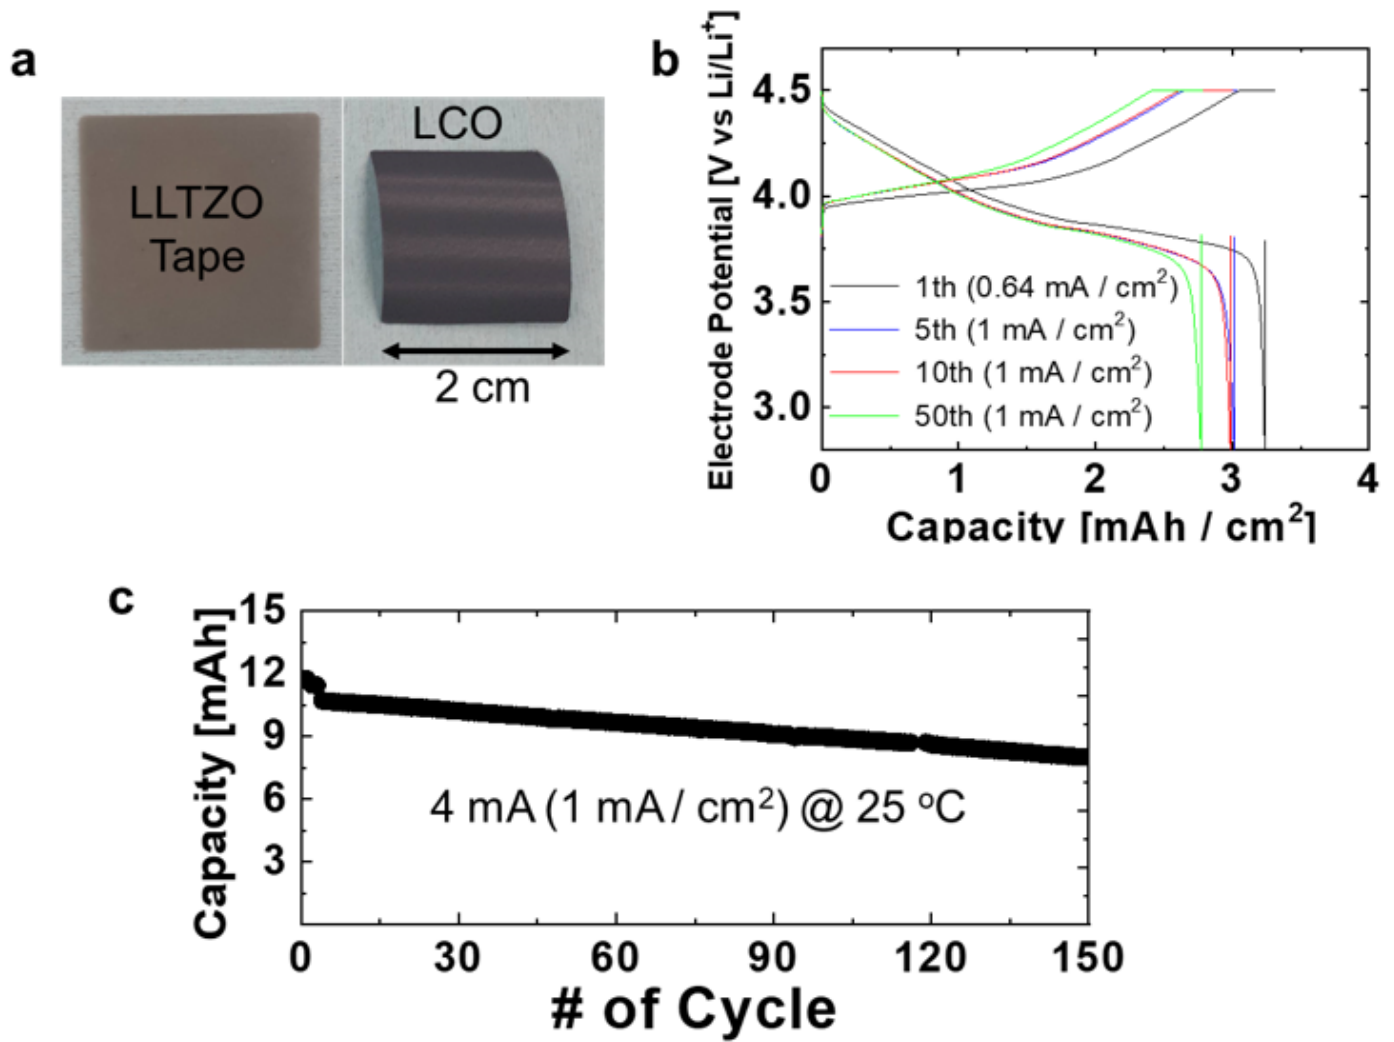 a
LLTZO
Tape
LCO
2 cm
b
Electrode Potential [V vs Li/Li⁺]
4.5
4.0
3.5
3.0
1th (0.64 mA / cm²)
5th (1 mA / cm²)
10th (1 mA / cm²)
50th (1 mA / cm²)
0 1 2 3 4
Capacity [mAh / cm²]
c
Capacity [mAh]
15
12
9
6
3
4 mA (1 mA / cm²) @ 25 °C
0 30 60 90 120 150
# of Cycle